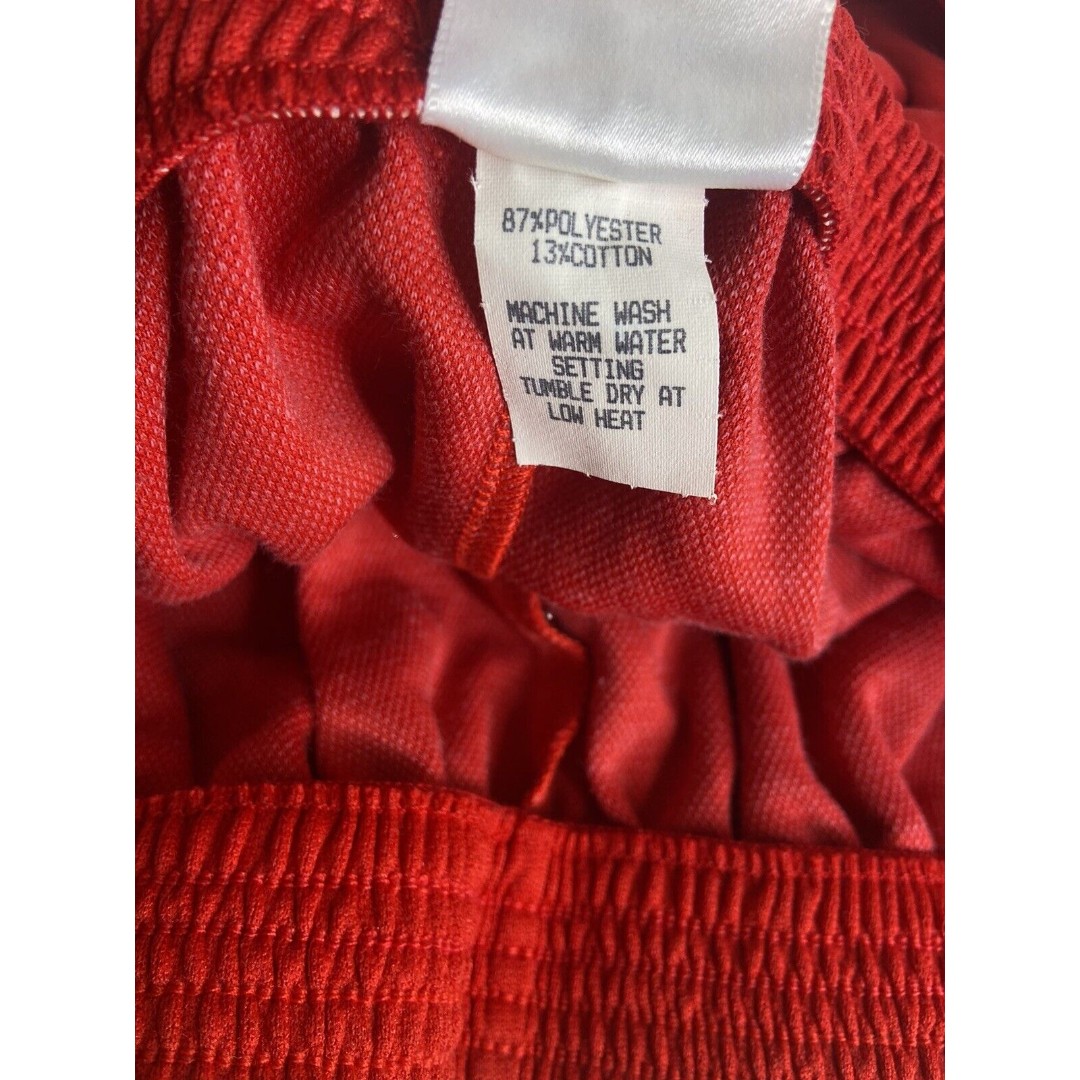 87%POLYESTER
13%COTTON
MACHINE WASH
AT WARM WATER
SETTING
TUMBLE DRY AT
LOW HEAT